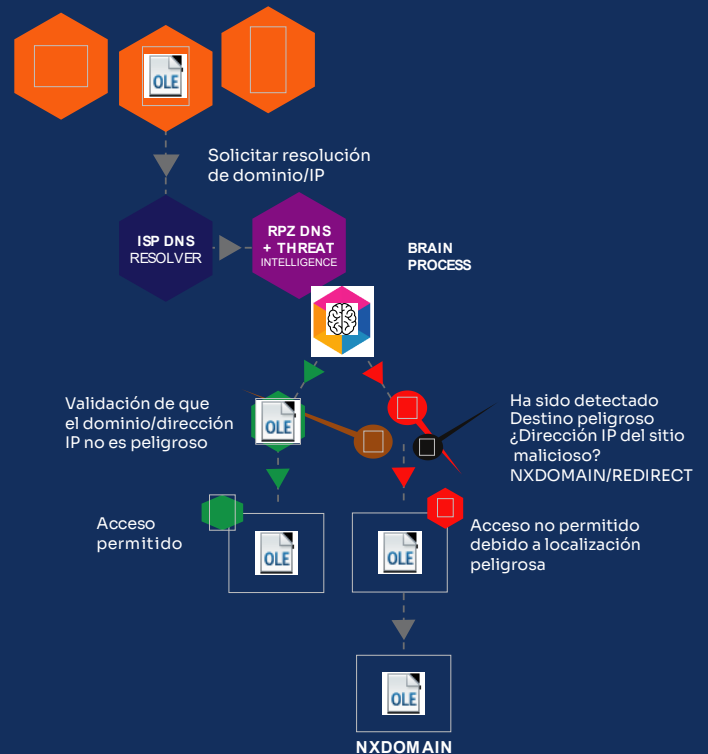 OLE
Solicitar resolución
de dominio/IP
ISP DNS
RESOLVER
RPZ DNS
+ THREAT
INTELLIGENCE
BRAIN
PROCESS
Validación de que
el dominio/dirección
IP no es peligroso
OLE
Ha sido detectado
Destino peligroso
¿Dirección IP del sitio
malicioso?
NXDOMAIN/REDIRECT
Acceso
permitido
OLE
OLE
Acceso no permitido
debido a localización
peligrosa
OLE
NXDOMAIN